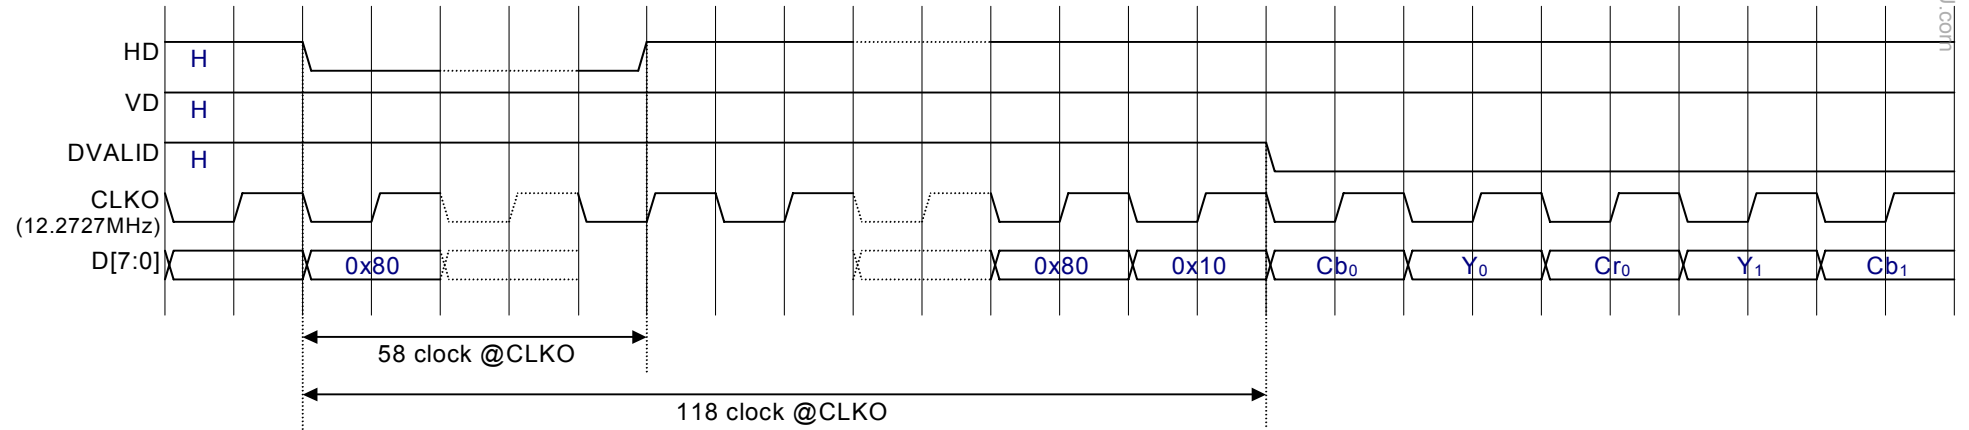 HD H
VD H
DVALID H
CLKO
(12.2727MHz)
D[7:0] 0x80 0x80 0x10 Cb₀ Y₀ Cr₀ Y₁ Cb₁
58 clock @CLKO
118 clock @CLKO
.com